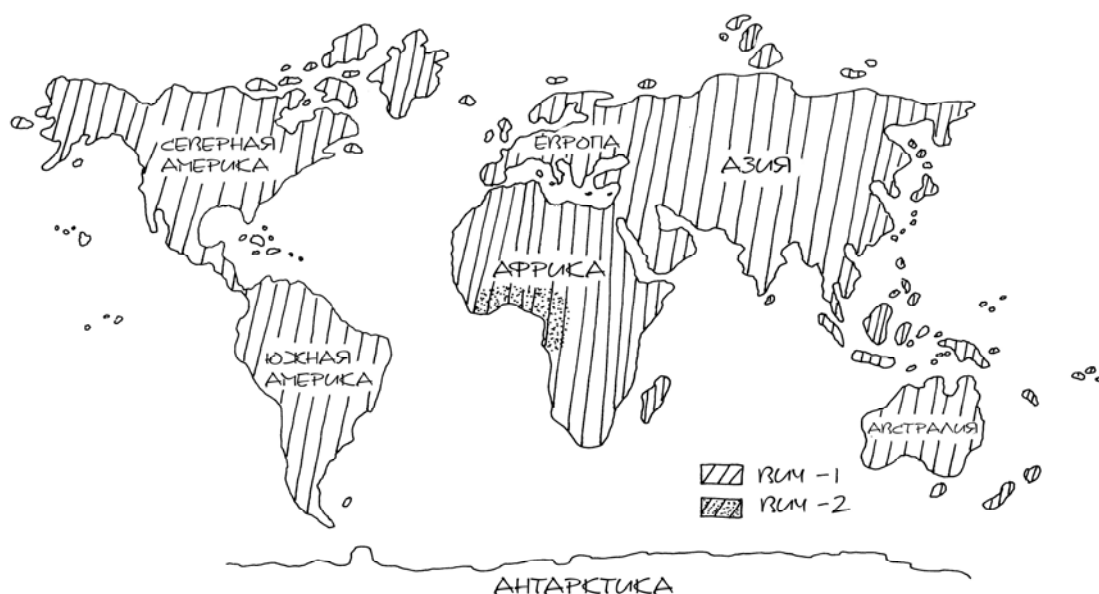 СЕВЕРНАЯ
АМЕРИКА
ЕВРОПА
АЗИЯ
АФРИКА
ЮЖНАЯ
АМЕРИКА
АВСТРАЛИЯ
ВИЧ -1
ВИЧ -2
АНТАРКТИКА